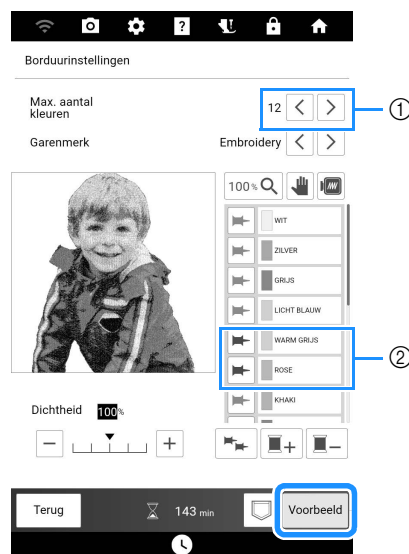 ?
Borduurinstellingen
Max. aantal
kleuren
12
①
Garenmerk
Embroidery
100%
WIT
ZILVER
GRIJS
LICHT BLAUW
WARM GRIJS
ROSE
②
KHAKI
Dichtheid 100%
Terug
143 min
Voorbeeld